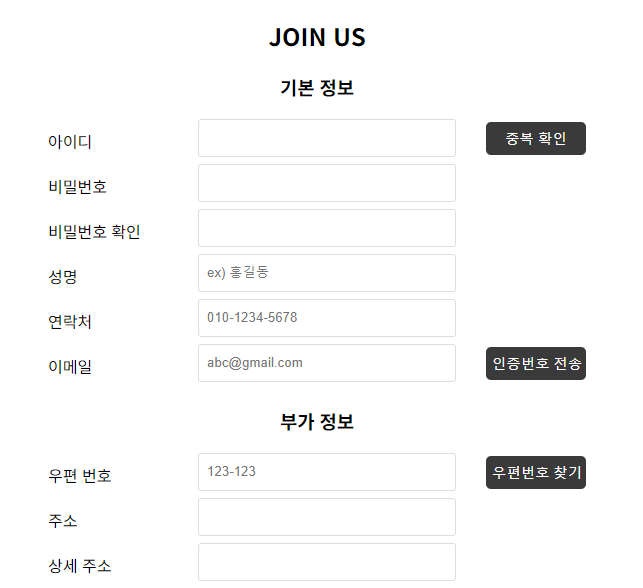 JOIN US
기본 정보
아이디
중복 확인
비밀번호
비밀번호 확인
성명
ex) 홍길동
연락처
010-1234-5678
이메일
abc@gmail.com
인증번호 전송
부가 정보
우편 번호
123-123
우편번호 찾기
주소
상세 주소